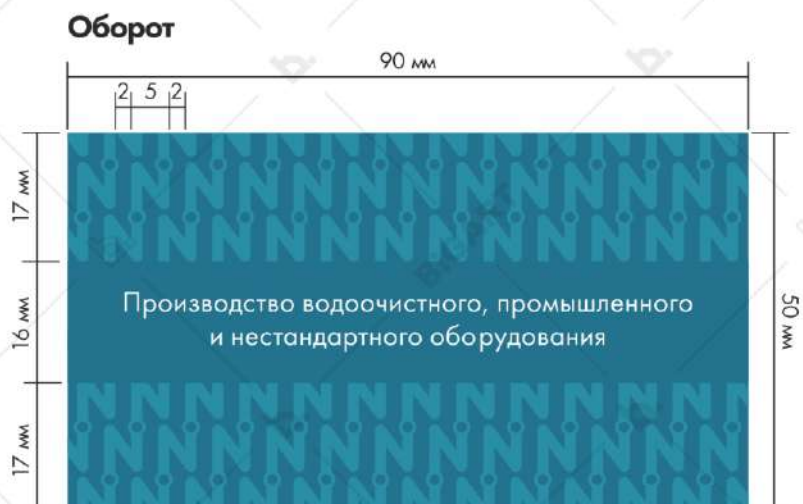 Оборот
90 мм
2 5 2
17 мм
Производство водоочистного, промышленного
и нестандартного оборудования
16 мм
50 мм
17 мм